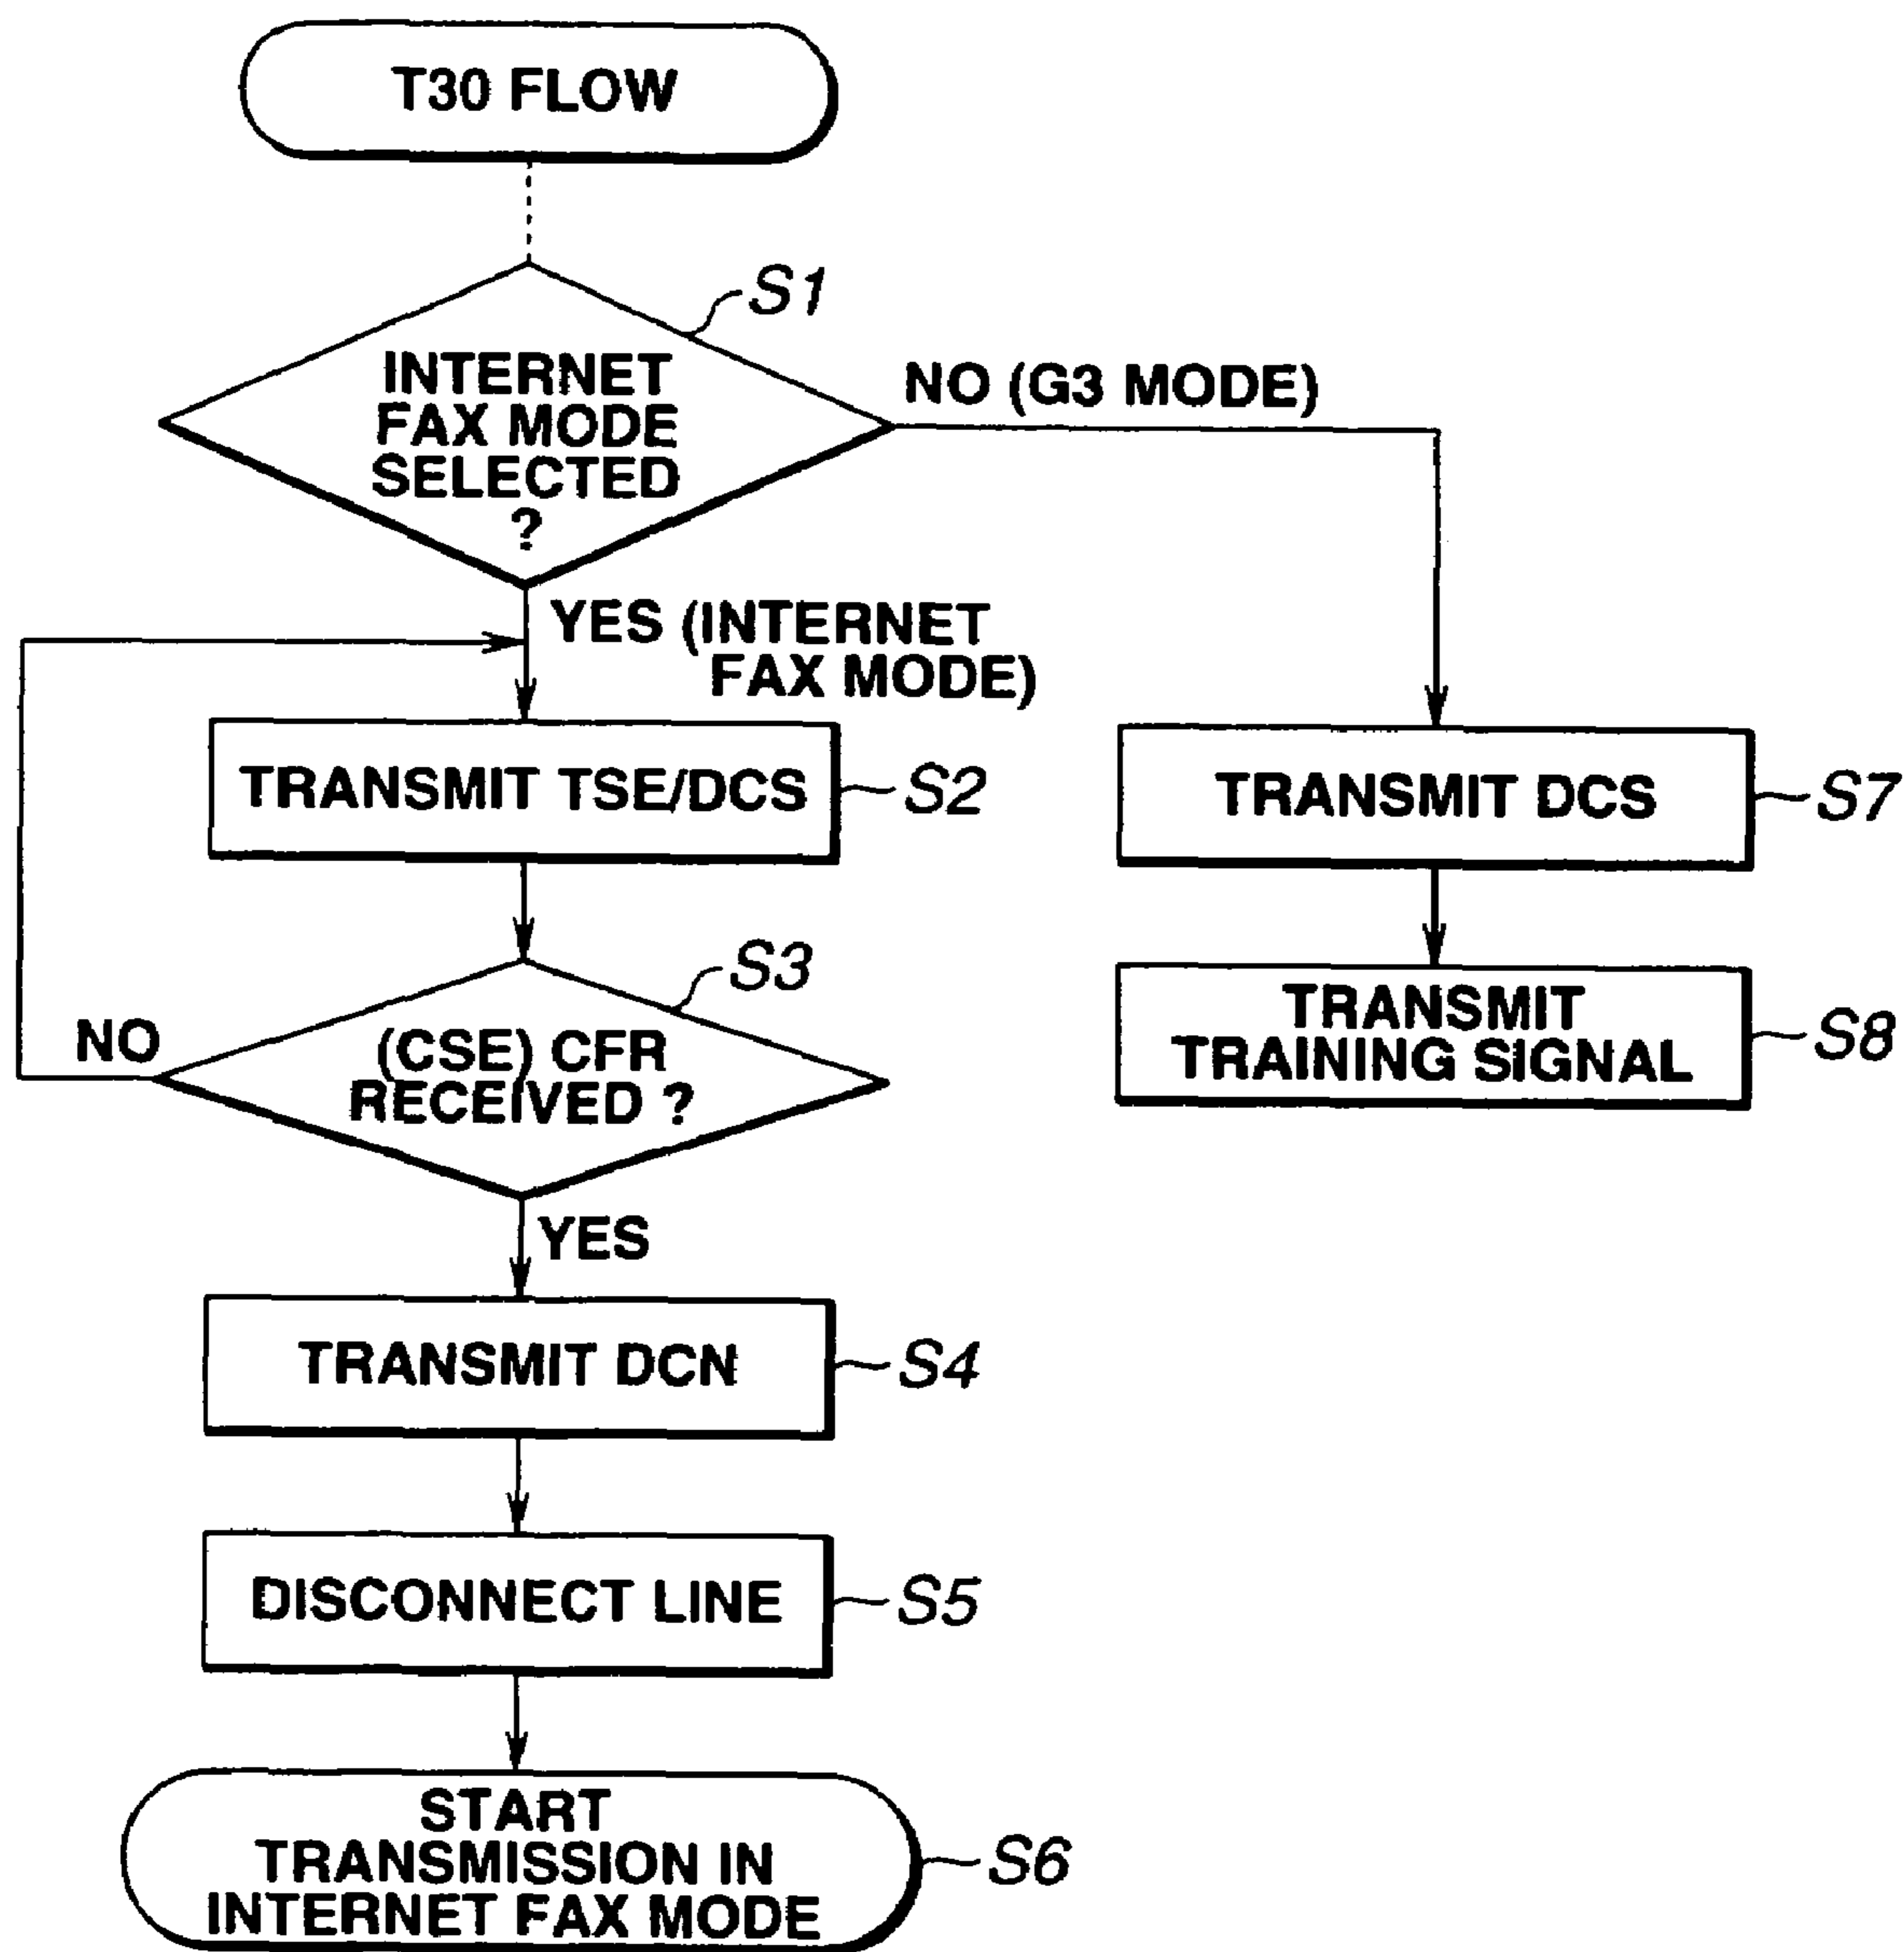 T30 FLOW
S1
INTERNET
FAX MODE
SELECTED
?
NO (G3 MODE)
YES (INTERNET
FAX MODE)
TRANSMIT TSE/DCS
S2
TRANSMIT DCS
S7
S3
NO
(CSE) CFR
RECEIVED ?
TRANSMIT
TRAINING SIGNAL
S8
YES
TRANSMIT DCN
S4
DISCONNECT LINE
S5
START
TRANSMISSION IN
INTERNET FAX MODE
S6